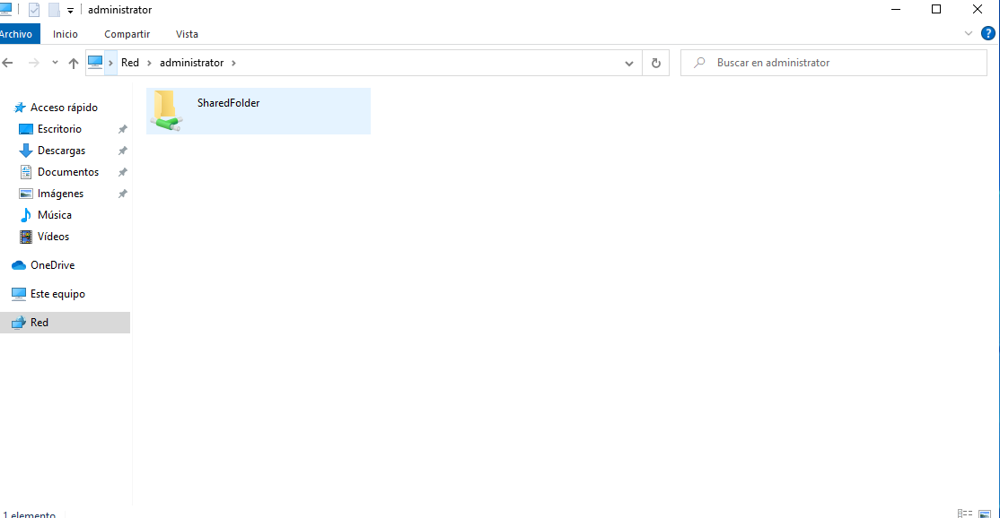 administrator
Archivo Inicio Compartir Vista
Red administrator
Buscar en administrator
Acceso rápido
Escritorio
Descargas
Documentos
Imágenes
Música
Vídeos
OneDrive
Este equipo
Red
SharedFolder
1 elemento